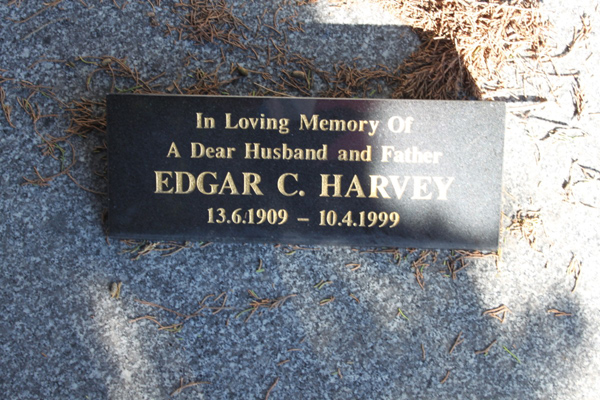 In Loving Memory Of
A Dear Husband and Father
EDGAR C. HARVEY
13.6.1909 – 10.4.1999